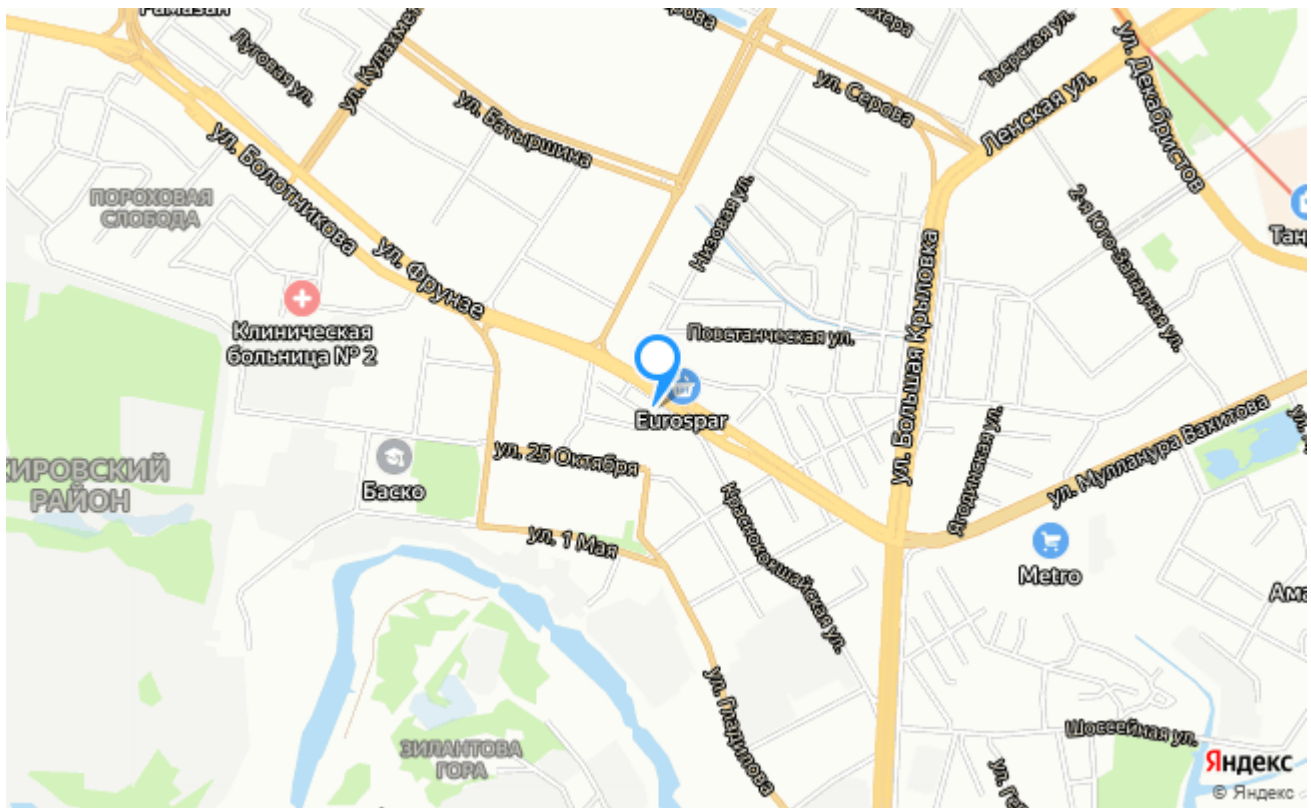 Рамазан
Луговая ул.
ул. Кулахме
ул. Батыршина
ул. Серова
Тверская ул.
Ленская ул.
ул. Декабристов
ул. Болотникова
ПОРОХОВАЯ
СЛОБОДА
ул. Фрунзе
Низовая ул.
2-я Юго-Западная ул.
Тан
Клиническая
больница № 2
Повстанческая ул.
ул. Большая Крыловка
Eurospar
ул. 25 Октября
Ягодинская ул.
ул. Мулланура Вахитова
КИРОВСКИЙ
РАЙОН
Баско
ул. 1 Мая
Краснококшайская ул.
Metro
Ама
ул. Гладилова
ЗИЛАНТОВА
ГОРА
Шоссейная ул.
Яндекс
© Яндекс